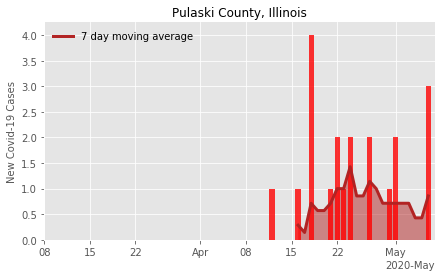 Pulaski County, Illinois
7 day moving average
New Covid-19 Cases
4.0
3.5
3.0
2.5
2.0
1.5
1.0
0.5
0.0
08 15 22 Apr 08 15 22 May
2020-May